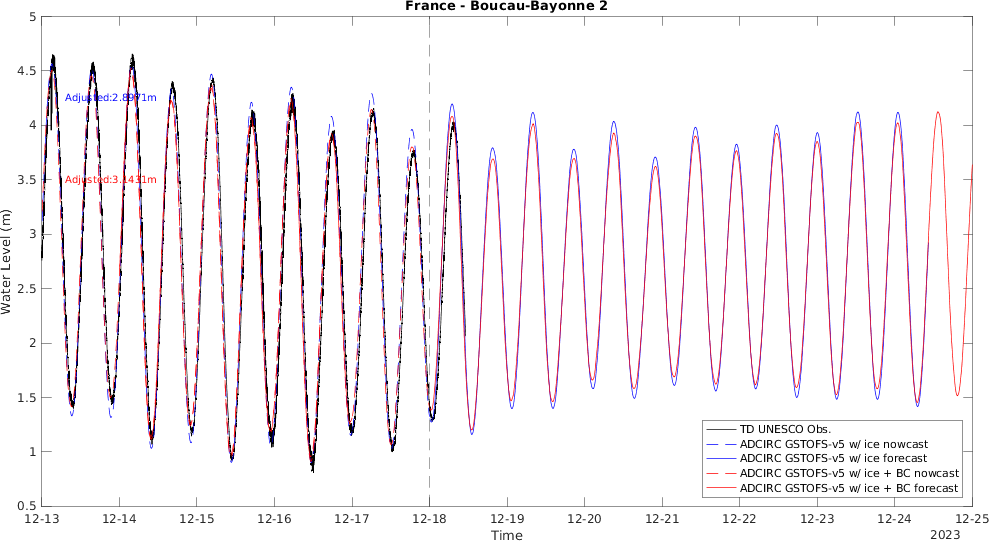 France - Boucau-Bayonne 2
Water Level (m)
5
4.5
4
3.5
3
2.5
2
1.5
1
0.5
Adjusted:2.8971m
Adjusted:3.1431m
TD UNESCO Obs.
ADCIRC GSTOFS-v5 w/ ice nowcast
ADCIRC GSTOFS-v5 w/ ice forecast
ADCIRC GSTOFS-v5 w/ ice + BC nowcast
ADCIRC GSTOFS-v5 w/ ice + BC forecast
12-13 12-14 12-15 12-16 12-17 12-18 12-19 12-20 12-21 12-22 12-23 12-24 12-25
Time
2023